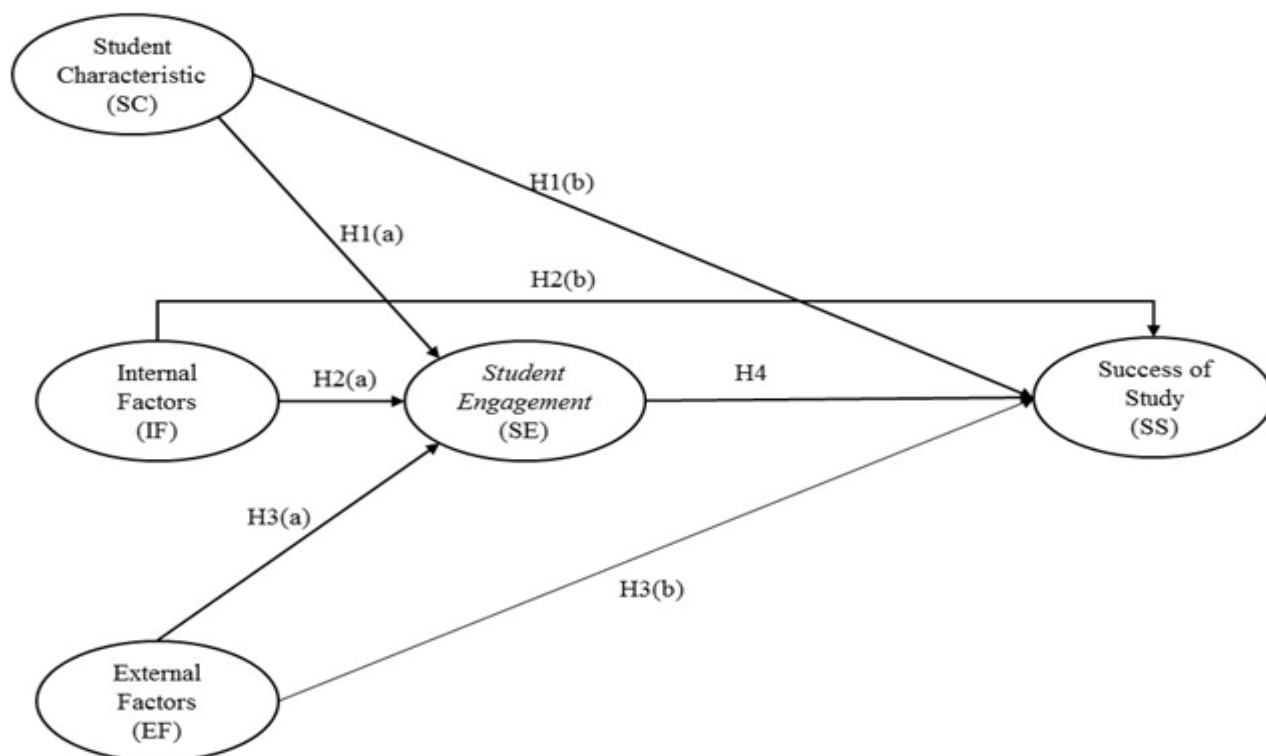 Student
Characteristic
(SC)
H1(b)
H1(a)
H2(b)
Internal
Factors
(IF)
H2(a)
Student
Engagement
(SE)
H4
Success of
Study
(SS)
H3(a)
H3(b)
External
Factors
(EF)